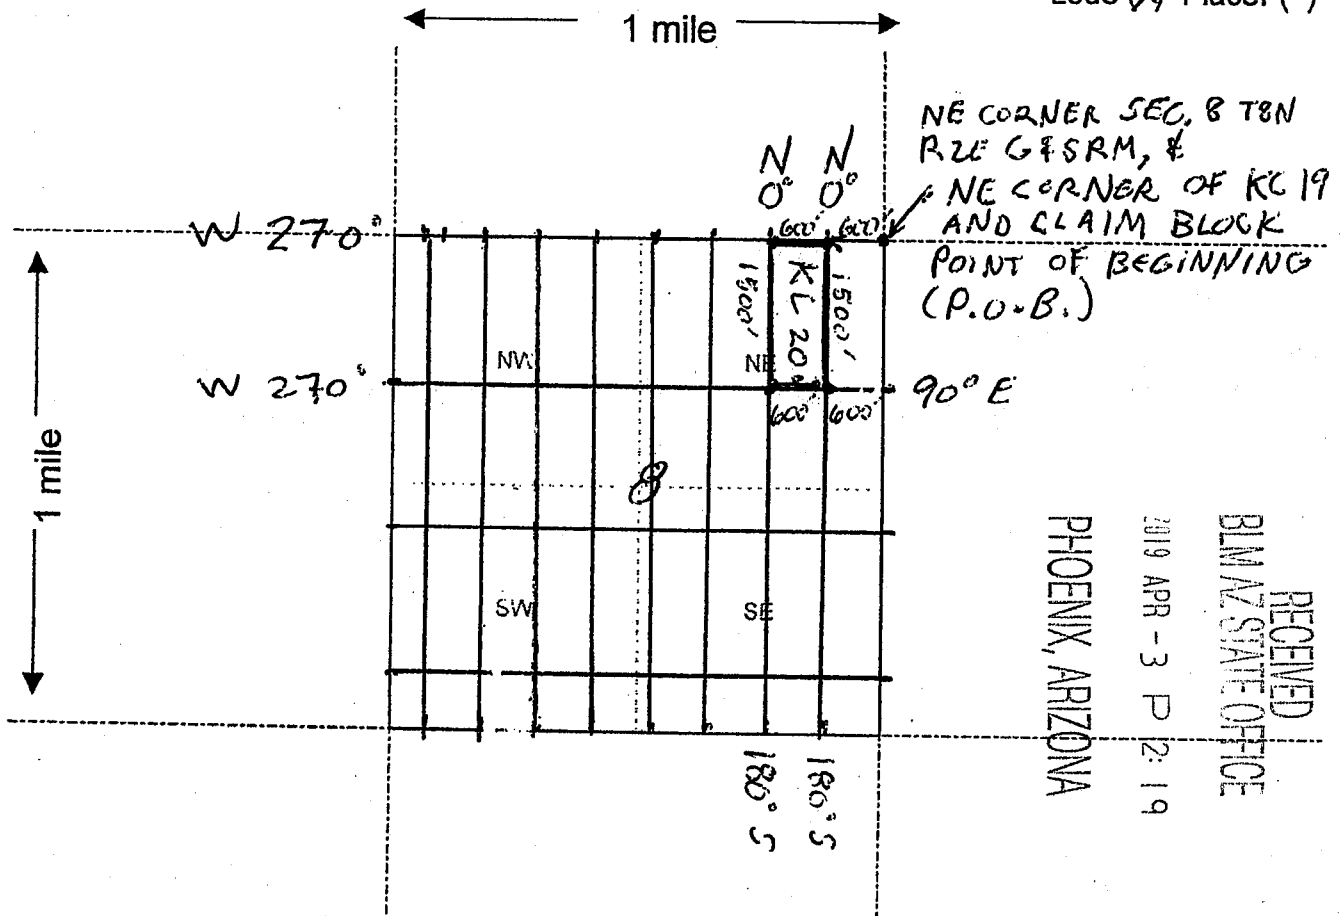 1 mile
NE CORNER SEC, 8 T8N
R2E G&SRM, &
NE CORNER OF KC 19
AND CLAIM BLOCK
POINT OF BEGINNING
(P.O.B.)
N N
0° 0°
W 270°
600' 600'
1500'
KL 20
1500'
NW
NE
W 270°
90° E
600' 600'
1 mile
8
SW
SE
180° S
180° S
RECEIVED
BLM AZ STATE OFFICE
2019 APR -3 P 12: 19
PHOENIX, ARIZONA